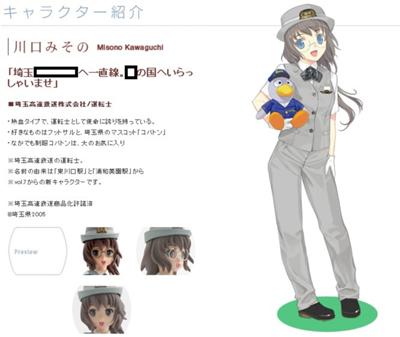 キャラクター紹介
川口みその Misono Kawaguchi
「埼玉へ一直線。の国へいらっ
しゃいませ」
■埼玉高速鉄道株式会社/運転士
・熱血タイプで、運転士として使命に誇りを持っている。
・好きなものはフットサルと、埼玉県のマスコット「コバトン」
・なかでも制服コバトンは、大のお気に入り
※埼玉高速鉄道の運転士。
※名前の由来は「東川口駅」と「浦和美園駅」から
※vol.7からの新キャラクターです。
※埼玉高速鉄道商品化許諾済
©埼玉県2005
Preview